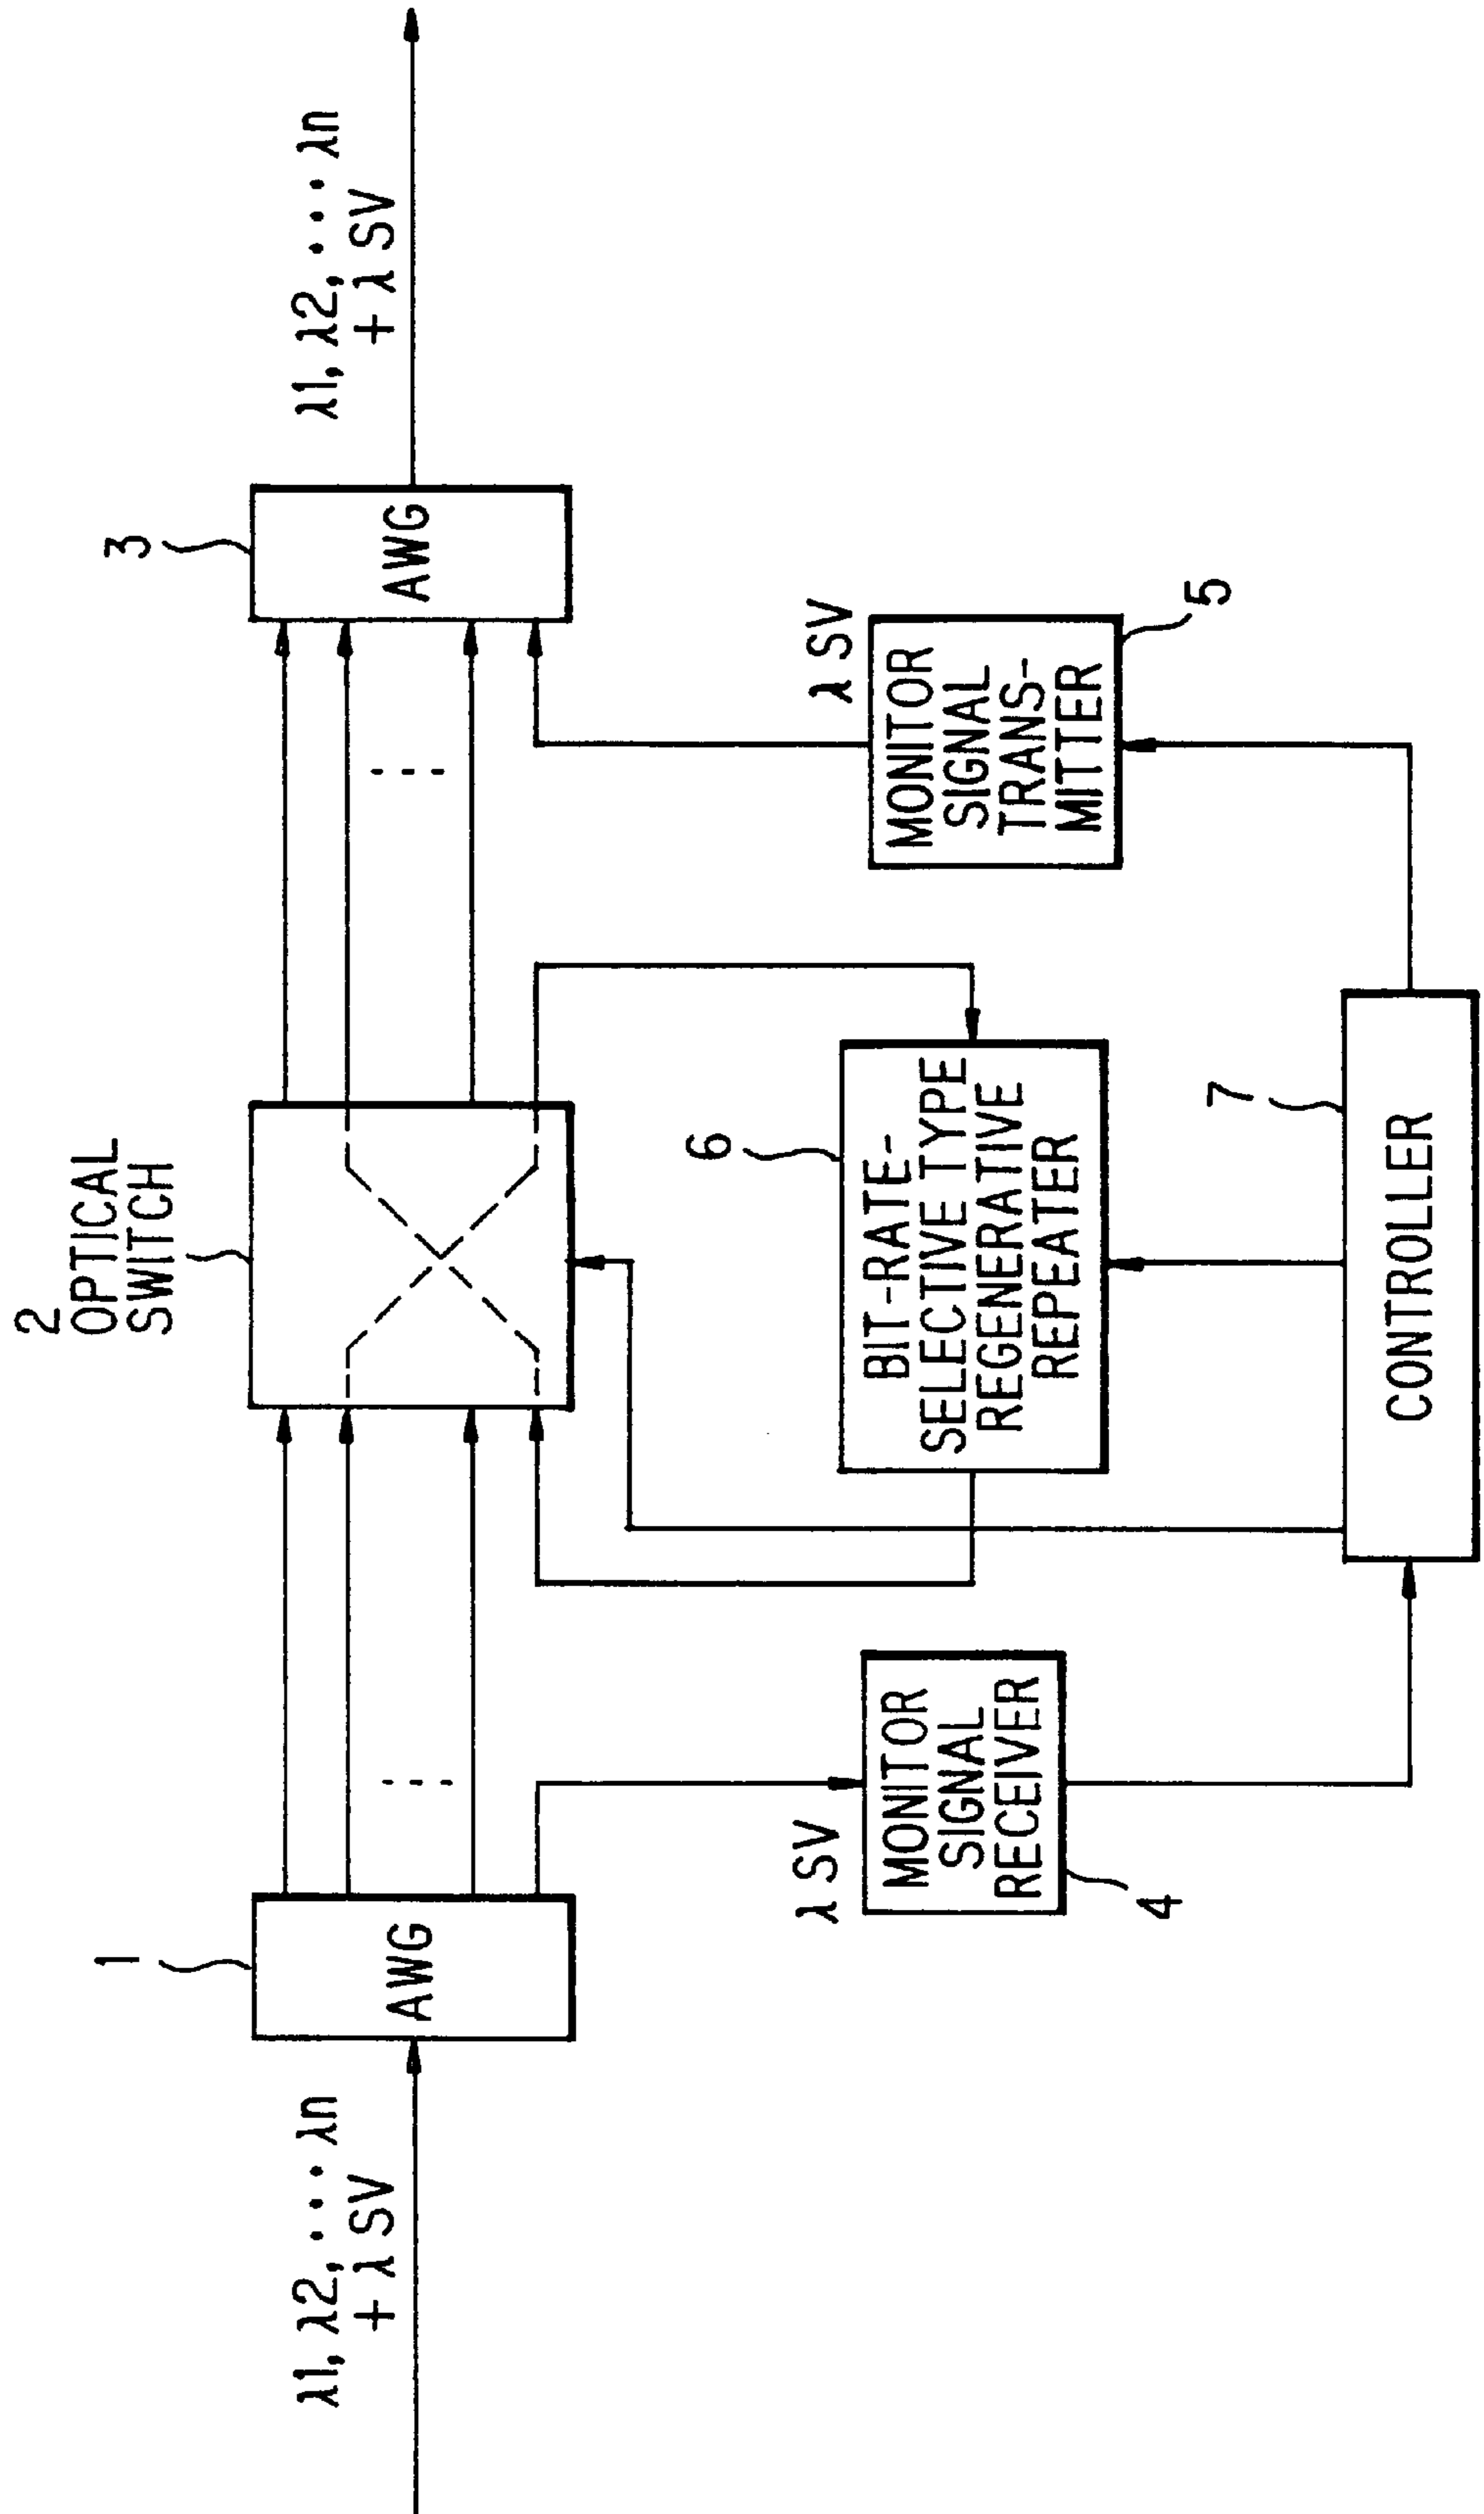 λ1, λ2, ••• λn
+ λ SV
1
AWG
λ SV
MONITOR
SIGNAL
RECEIVER
4
2
OPTICAL
SWITCH
6
BIT-RATE-
SELECTIVE TYPE
REGENERATIVE
REPEATER
7
CONTROLLER
λ SV
MONITOR
SIGNAL
TRANS-
MITTER
5
3
AWG
λ1, λ2, ••• λn
+ λ SV